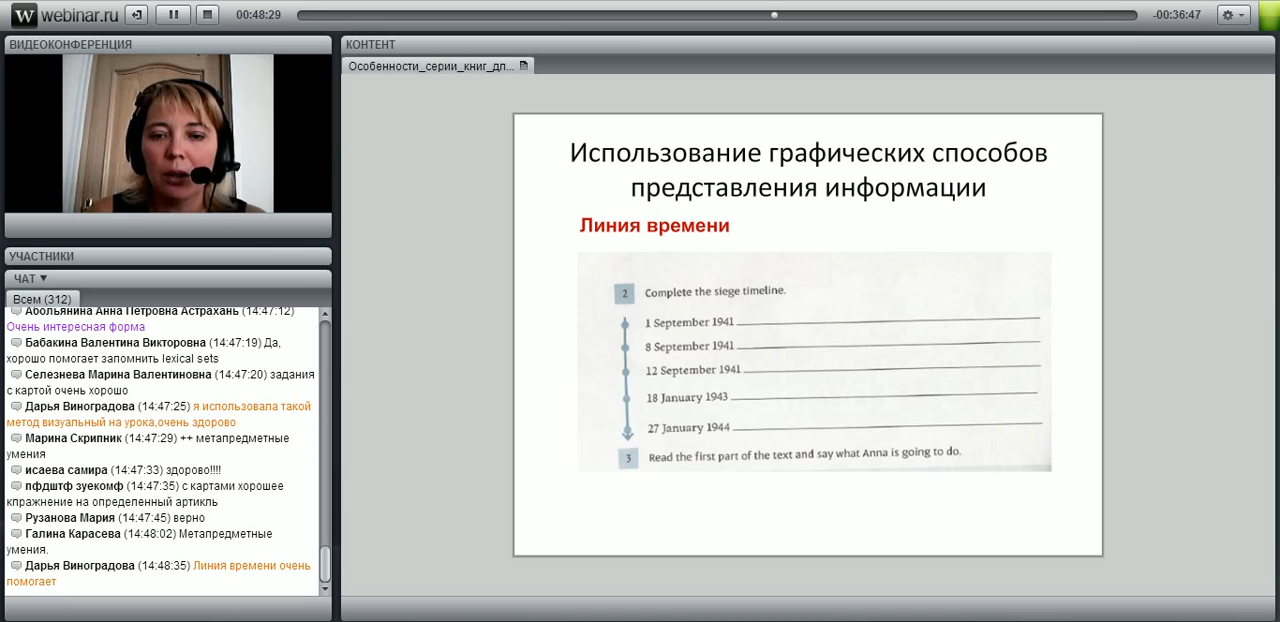 webinar.ru
00:48:29
-00:36:47
ВИДЕОКОНФЕРЕНЦИЯ
УЧАСТНИКИ
ЧАТ ▼
Всем (312)
Абольянина Анна Петровна Астрахань (14:47:12)
Очень интересная форма
Бабакина Валентина Викторовна (14:47:19) Да,
хорошо помогает запомнить lexical sets
Селезнева Марина Валентиновна (14:47:20) задания
с картой очень хорошо
Дарья Виноградова (14:47:25) я использовала такой
метод визуальный на урока,очень здорово
Марина Скрипник (14:47:29) ++ метапредметные
умения
исаева самира (14:47:33) здорово!!!!
пфдштф зуекомф (14:47:35) с картами хорошее
кпражнение на определенный артикль
Рузанова Мария (14:47:45) верно
Галина Карасева (14:48:02) Метапредметные
умения.
Дарья Виноградова (14:48:35) Линия времени очень
помогает
КОНТЕНТ
Особенности_серии_книг_дл...
Использование графических способов
представления информации
Линия времени
2 Complete the siege timeline.
1 September 1941
8 September 1941
12 September 1941
18 January 1943
27 January 1944
3 Read the first part of the text and say what Anna is going to do.